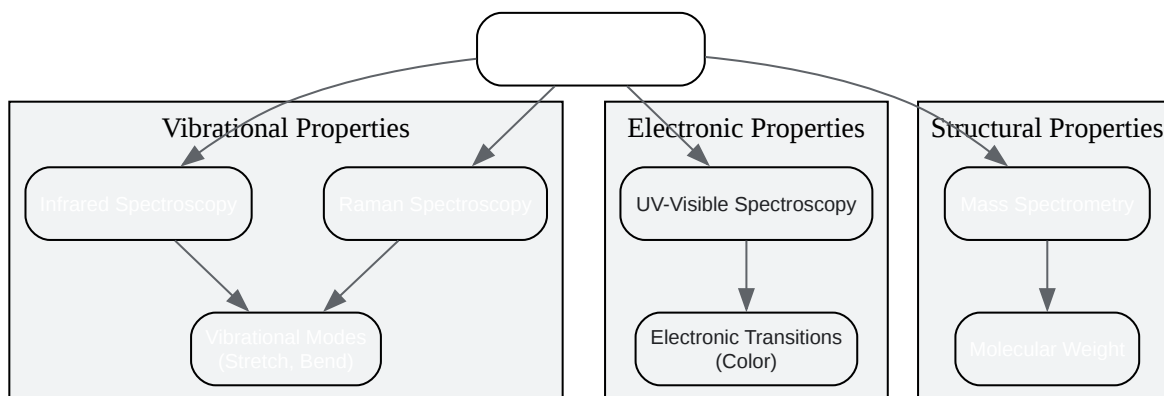 Vibrational Properties
Electronic Properties
Structural Properties
Infrared Spectroscopy
Raman Spectroscopy
UV-Visible Spectroscopy
Mass Spectrometry
Vibrational Modes
(Stretch, Bend)
Electronic Transitions
(Color)
Molecular Weight